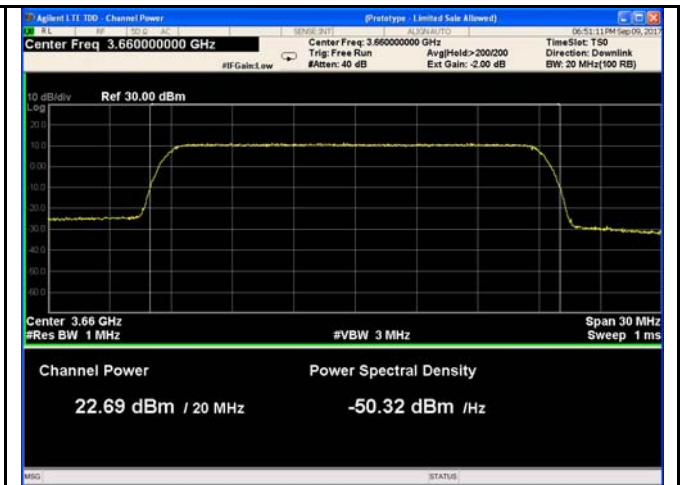 Agilent LTE TDD - Channel Power (Prototype - Limited Sale Allowed)
RL RF 50 Ω AC SENSE:INT ALIGN AUTO 06:51:11 PM Sep 09, 2017
Center Freq 3.660000000 GHz
Center Freq: 3.660000000 GHz TimeSlot: TS0
Trig: Free Run Avg|Hold:>200/200 Direction: Downlink
#IFGain:Low #Atten: 40 dB Ext Gain: -2.00 dB BW: 20 MHz(100 RB)
10 dB/div Ref 30.00 dBm
Log
20.0
10.0
0.00
-10.0
-20.0
-30.0
-40.0
-50.0
-60.0
Center 3.66 GHz Span 30 MHz
#Res BW 1 MHz #VBW 3 MHz Sweep 1 ms
Channel Power Power Spectral Density
22.69 dBm / 20 MHz -50.32 dBm /Hz
MSG STATUS